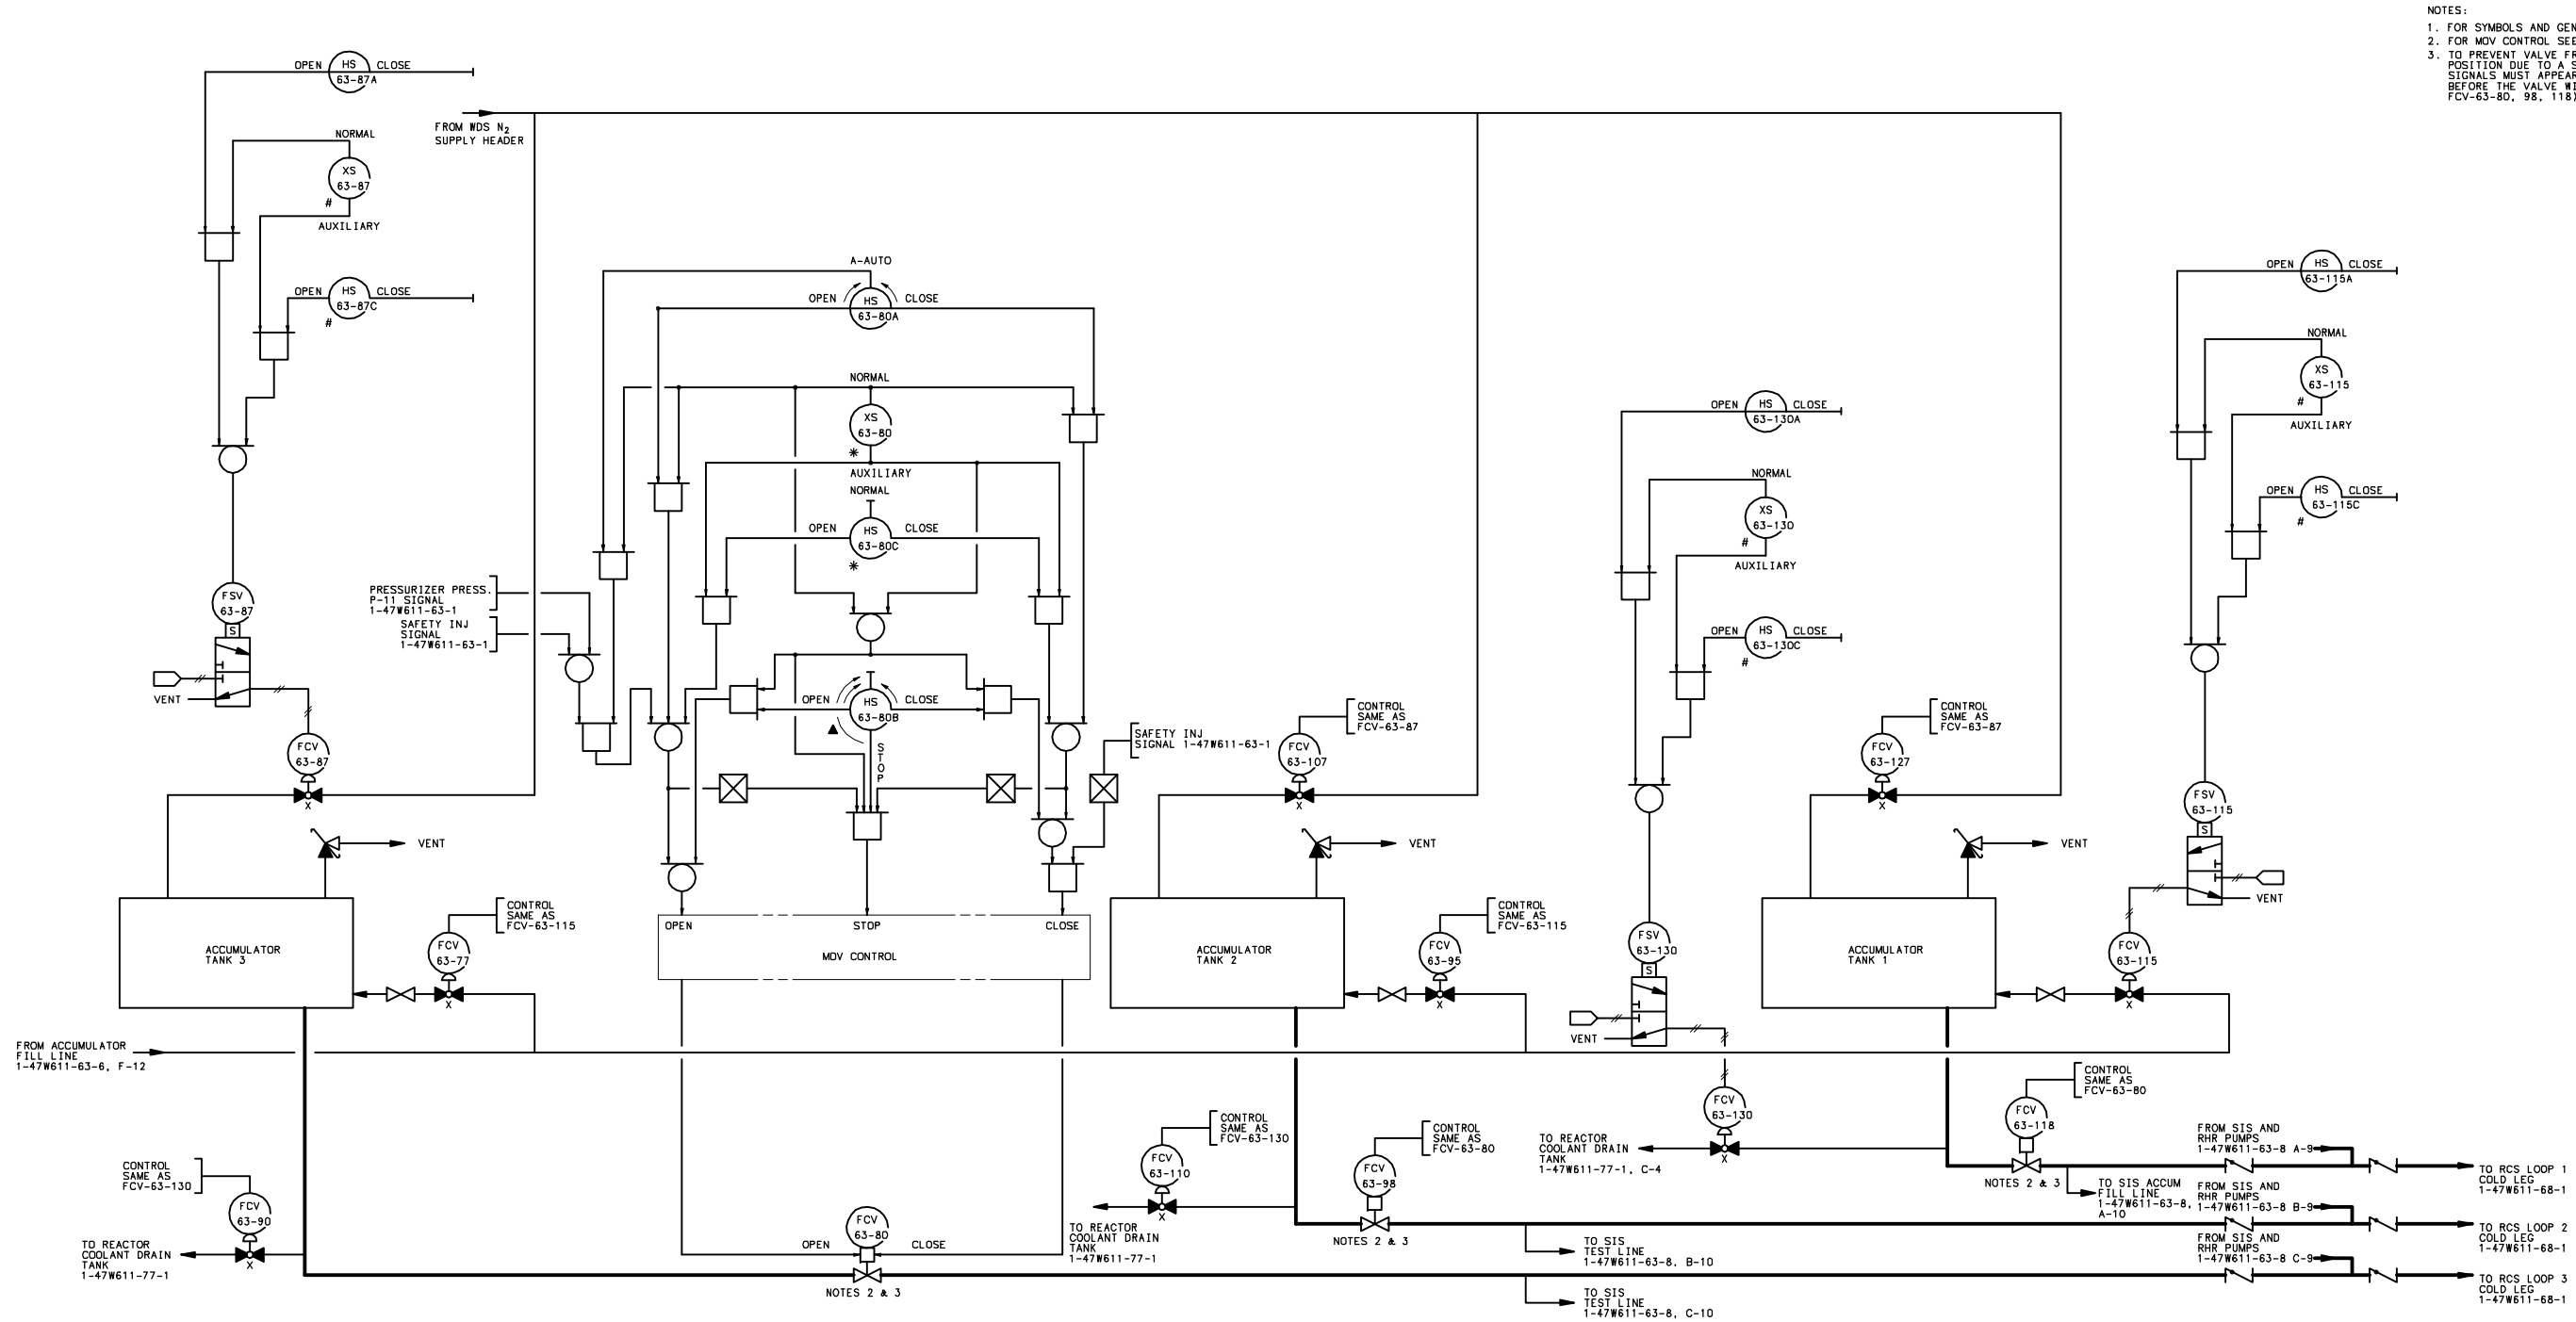 NOTES:
1. FOR SYMBOLS AND GEN
2. FOR MOV CONTROL SEE
3. TO PREVENT VALVE FR
POSITION DUE TO A S
SIGNALS MUST APPEAR
BEFORE THE VALVE WI
FCV-63-80, 98, 118)
OPEN HS CLOSE
63-87A
FROM WDS N2
SUPPLY HEADER
NORMAL
XS
63-87
#
AUXILIARY
OPEN HS CLOSE
63-87C
#
A-AUTO
OPEN HS CLOSE
63-80A
NORMAL
XS
63-80
*
AUXILIARY
NORMAL
OPEN HS CLOSE
63-80C
*
OPEN HS CLOSE
63-115A
NORMAL
XS
63-115
#
AUXILIARY
OPEN HS CLOSE
63-115C
#
OPEN HS CLOSE
63-130A
NORMAL
XS
63-130
#
AUXILIARY
OPEN HS CLOSE
63-130C
#
FSV
63-87
S
VENT
PRESSURIZER PRESS.
P-11 SIGNAL
1-47W611-63-1
SAFETY INJ
SIGNAL
1-47W611-63-1
OPEN HS CLOSE
63-80B
STOP
SAFETY INJ
SIGNAL 1-47W611-63-1
FCV
63-87
X
CONTROL
SAME AS
FCV-63-87
FCV
63-107
X
CONTROL
SAME AS
FCV-63-87
FCV
63-127
X
FSV
63-115
S
VENT
VENT
VENT
VENT
ACCUMULATOR
TANK 3
CONTROL
SAME AS
FCV-63-115
FCV
63-77
X
OPEN STOP CLOSE
MOV CONTROL
ACCUMULATOR
TANK 2
CONTROL
SAME AS
FCV-63-115
FCV
63-95
X
FSV
63-130
S
VENT
ACCUMULATOR
TANK 1
FCV
63-115
X
FROM ACCUMULATOR
FILL LINE
1-47W611-63-6, F-12
CONTROL
SAME AS
FCV-63-130
FCV
63-90
X
TO REACTOR
COOLANT DRAIN
TANK
1-47W611-77-1
FCV
63-80
OPEN CLOSE
NOTES 2 & 3
CONTROL
SAME AS
FCV-63-130
FCV
63-110
X
TO REACTOR
COOLANT DRAIN
TANK
1-47W611-77-1
CONTROL
SAME AS
FCV-63-80
FCV
63-98
NOTES 2 & 3
FCV
63-130
X
TO REACTOR
COOLANT DRAIN
TANK
1-47W611-77-1, C-4
CONTROL
SAME AS
FCV-63-80
FCV
63-118
NOTES 2 & 3
TO SIS ACCUM
FILL LINE
1-47W611-63-8,
A-10
FROM SIS AND
RHR PUMPS
1-47W611-63-8 A-9
FROM SIS AND
RHR PUMPS
1-47W611-63-8 B-9
FROM SIS AND
RHR PUMPS
1-47W611-63-8 C-9
TO RCS LOOP 1
COLD LEG
1-47W611-68-1
TO RCS LOOP 2
COLD LEG
1-47W611-68-1
TO RCS LOOP 3
COLD LEG
1-47W611-68-1
TO SIS
TEST LINE
1-47W611-63-8, B-10
TO SIS
TEST LINE
1-47W611-63-8, C-10